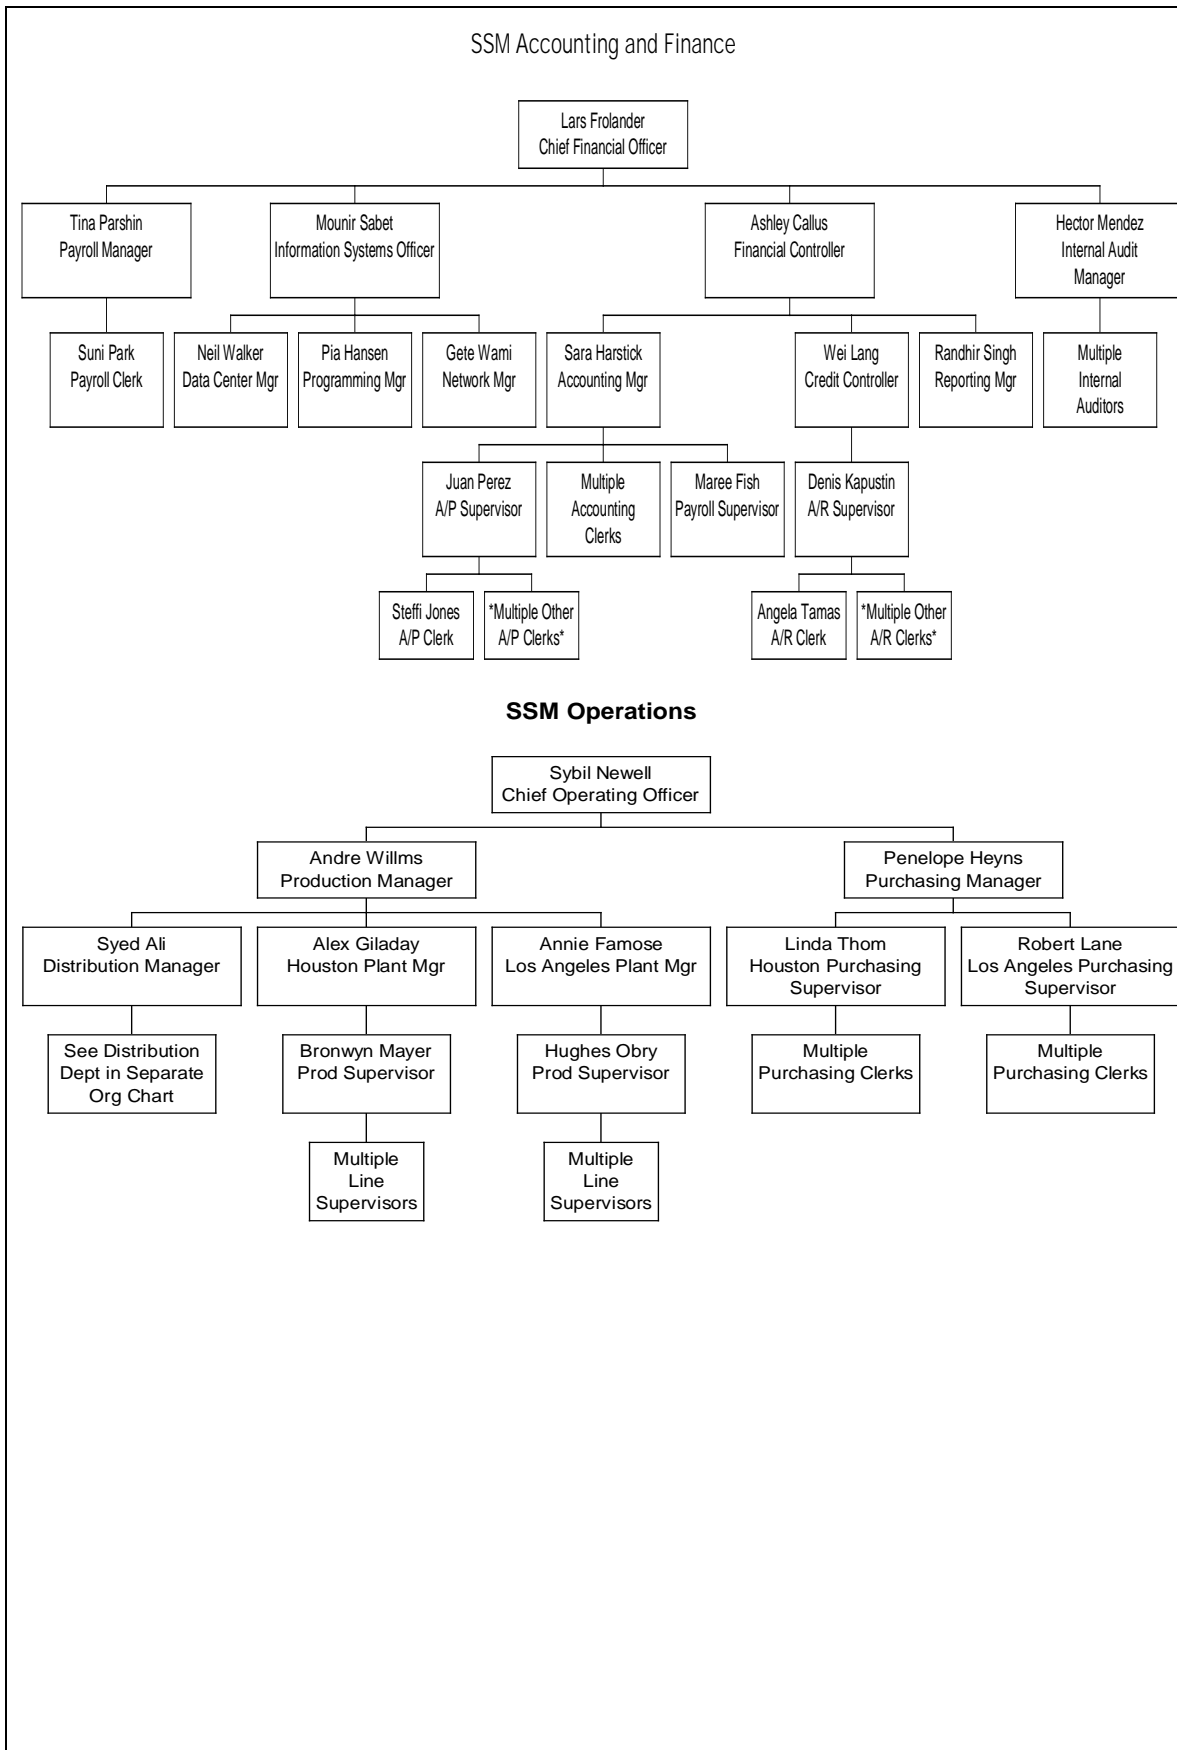 SSM Accounting and Finance
Lars Frolander
Chief Financial Officer
Tina Parshin
Payroll Manager
Mounir Sabet
Information Systems Officer
Ashley Callus
Financial Controller
Hector Mendez
Internal Audit
Manager
Suni Park
Payroll Clerk
Neil Walker
Data Center Mgr
Pia Hansen
Programming Mgr
Gete Wami
Network Mgr
Sara Harstick
Accounting Mgr
Wei Lang
Credit Controller
Randhir Singh
Reporting Mgr
Multiple
Internal
Auditors
Juan Perez
A/P Supervisor
Multiple
Accounting
Clerks
Maree Fish
Payroll Supervisor
Denis Kapustin
A/R Supervisor
Steffi Jones
A/P Clerk
*Multiple Other
A/P Clerks*
Angela Tamas
A/R Clerk
*Multiple Other
A/R Clerks*
SSM Operations
Sybil Newell
Chief Operating Officer
Andre Willms
Production Manager
Penelope Heyns
Purchasing Manager
Syed Ali
Distribution Manager
Alex Giladay
Houston Plant Mgr
Annie Famose
Los Angeles Plant Mgr
Linda Thom
Houston Purchasing
Supervisor
Robert Lane
Los Angeles Purchasing
Supervisor
See Distribution
Dept in Separate
Org Chart
Bronwyn Mayer
Prod Supervisor
Hughes Obry
Prod Supervisor
Multiple
Purchasing Clerks
Multiple
Purchasing Clerks
Multiple
Line
Supervisors
Multiple
Line
Supervisors